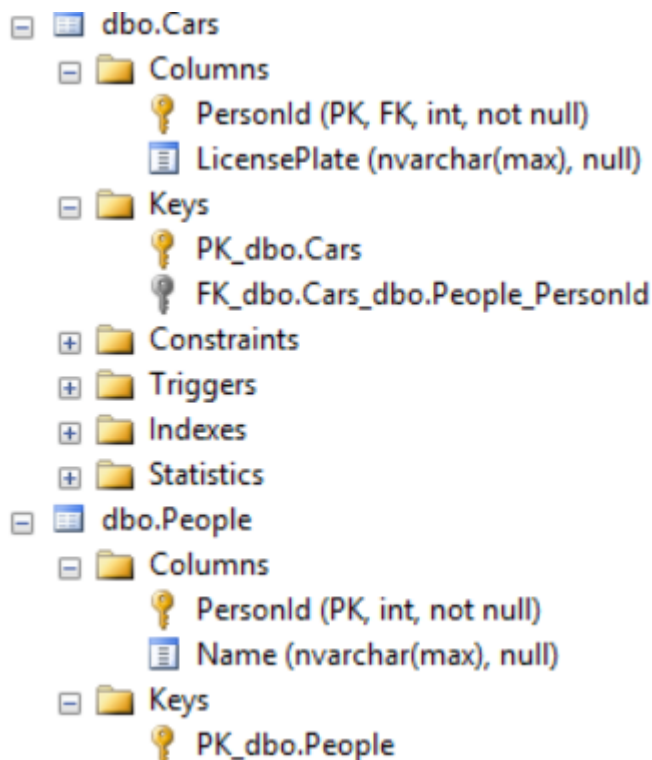 dbo.Cars
Columns
PersonId (PK, FK, int, not null)
LicensePlate (nvarchar(max), null)
Keys
PK_dbo.Cars
FK_dbo.Cars_dbo.People_PersonId
Constraints
Triggers
Indexes
Statistics
dbo.People
Columns
PersonId (PK, int, not null)
Name (nvarchar(max), null)
Keys
PK_dbo.People